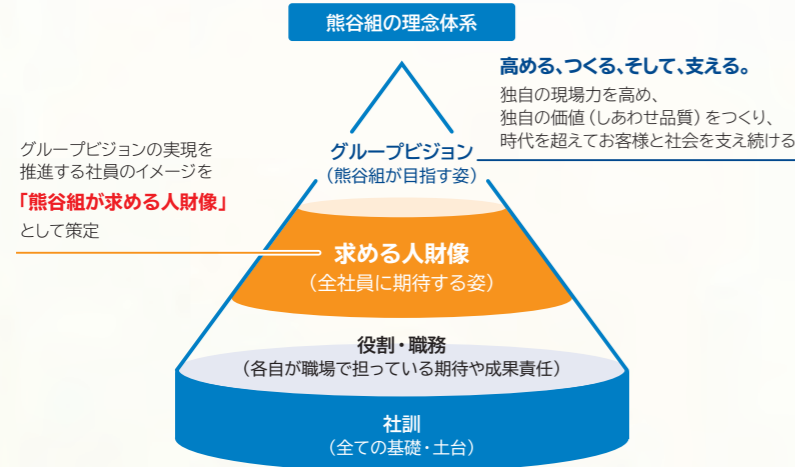 熊谷組の理念体系
高める、つくる、そして、支える。
独自の現場力を高め、
独自の価値（しあわせ品質）をつくり、
時代を超えてお客様と社会を支え続ける
グループビジョン
（熊谷組が目指す姿）
グループビジョンの実現を
推進する社員のイメージを
「熊谷組が求める人財像」
として策定
求める人財像
（全社員に期待する姿）
役割・職務
（各自が職場で担っている期待や成果責任）
社訓
（全ての基礎・土台）